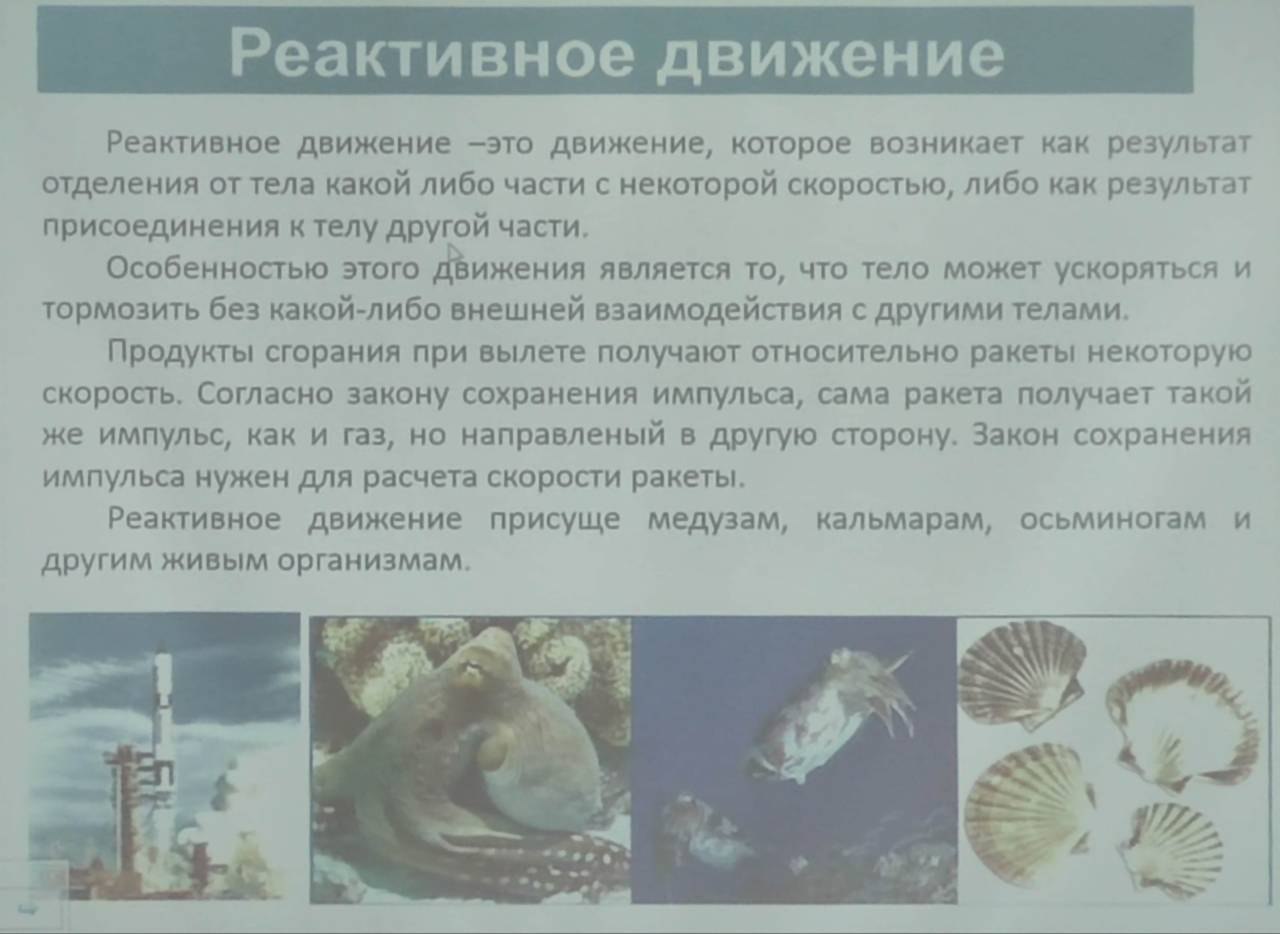 Реактивное движение
Реактивное движение –это движение, которое возникает как результат
отделения от тела какой либо части с некоторой скоростью, либо как результат
присоединения к телу другой части.
Особенностью этого движения является то, что тело может ускоряться и
тормозить без какой-либо внешней взаимодействия с другими телами.
Продукты сгорания при вылете получают относительно ракеты некоторую
скорость. Согласно закону сохранения импульса, сама ракета получает такой
же импульс, как и газ, но направленый в другую сторону. Закон сохранения
импульса нужен для расчета скорости ракеты.
Реактивное движение присуще медузам, кальмарам, осьминогам и
другим живым организмам.